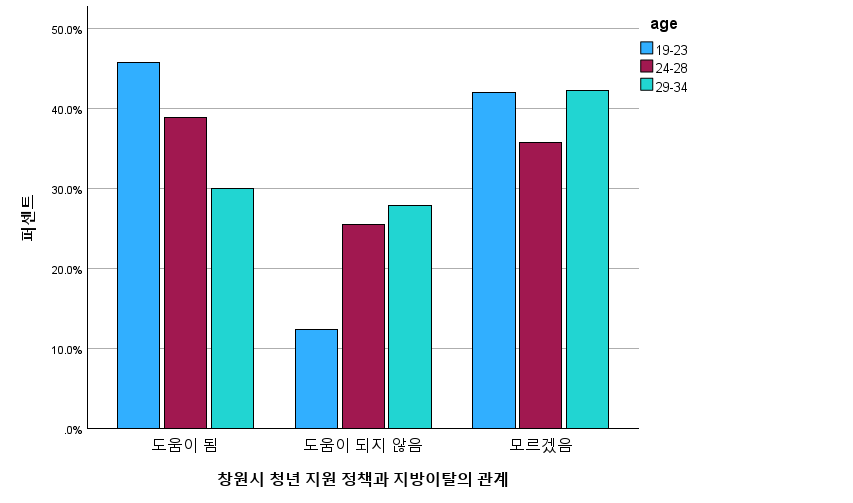 age
19-23
24-28
29-34
퍼센트
50.0%
40.0%
30.0%
20.0%
10.0%
.0%
도움이 됨
도움이 되지 않음
모르겠음
창원시 청년 지원 정책과 지방이탈의 관계